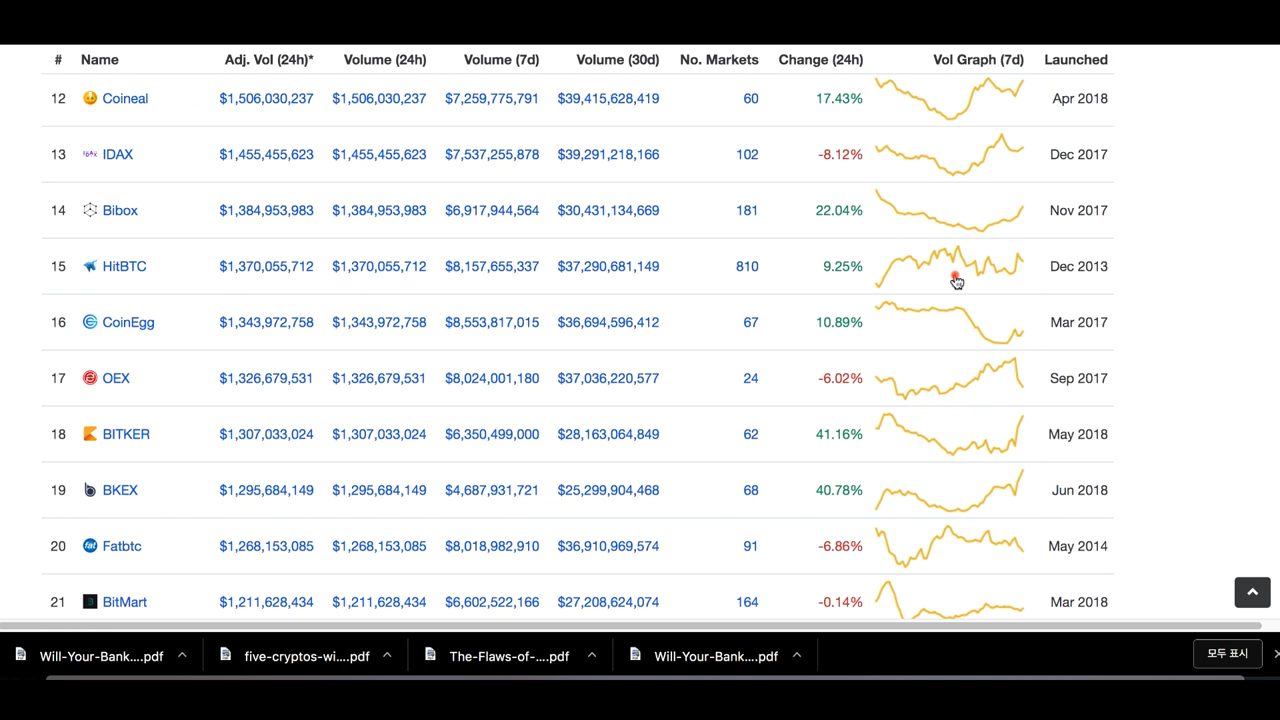 # Name Adj. Vol (24h)* Volume (24h) Volume (7d) Volume (30d) No. Markets Change (24h) Vol Graph (7d) Launched
12 Coineal $1,506,030,237 $1,506,030,237 $7,259,775,791 $39,415,628,419 60 17.43% Apr 2018
13 IDAX $1,455,455,623 $1,455,455,623 $7,537,255,878 $39,291,218,166 102 -8.12% Dec 2017
14 Bibox $1,384,953,983 $1,384,953,983 $6,917,944,564 $30,431,134,669 181 22.04% Nov 2017
15 HitBTC $1,370,055,712 $1,370,055,712 $8,157,655,337 $37,290,681,149 810 9.25% Dec 2013
16 CoinEgg $1,343,972,758 $1,343,972,758 $8,553,817,015 $36,694,596,412 67 10.89% Mar 2017
17 OEX $1,326,679,531 $1,326,679,531 $8,024,001,180 $37,036,220,577 24 -6.02% Sep 2017
18 BITKER $1,307,033,024 $1,307,033,024 $6,350,499,000 $28,163,064,849 62 41.16% May 2018
19 BKEX $1,295,684,149 $1,295,684,149 $4,687,931,721 $25,299,904,468 68 40.78% Jun 2018
20 fat Fatbtc $1,268,153,085 $1,268,153,085 $8,018,982,910 $36,910,969,574 91 -6.86% May 2014
21 BitMart $1,211,628,434 $1,211,628,434 $6,602,522,166 $27,208,624,074 164 -0.14% Mar 2018
Will-Your-Bank....pdf five-cryptos-wi....pdf The-Flaws-of-....pdf Will-Your-Bank....pdf 모두 표시